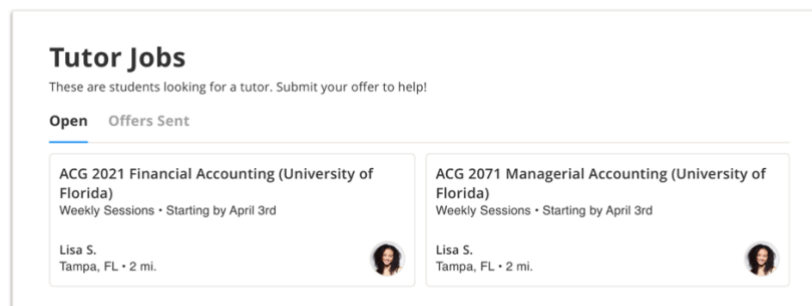 Tutor Jobs
These are students looking for a tutor. Submit your offer to help!
Open Offers Sent
ACG 2021 Financial Accounting (University of
Florida)
Weekly Sessions • Starting by April 3rd
Lisa S.
Tampa, FL • 2 mi.
ACG 2071 Managerial Accounting (University of
Florida)
Weekly Sessions • Starting by April 3rd
Lisa S.
Tampa, FL • 2 mi.